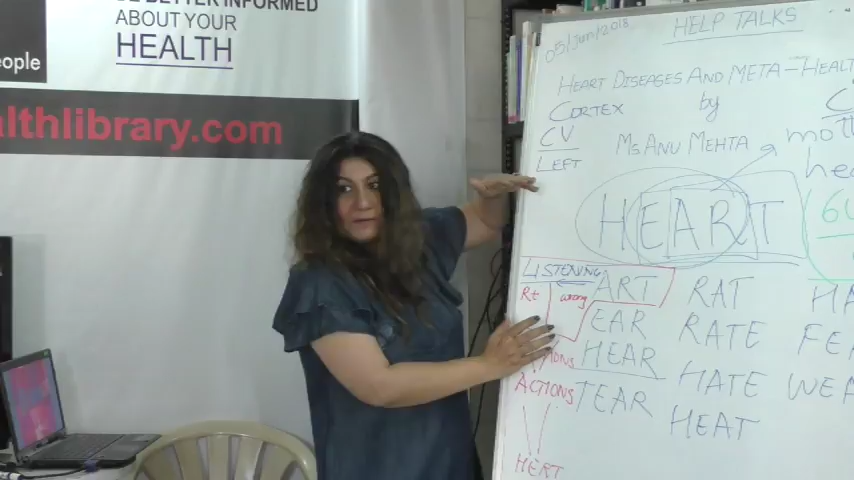 BE BETTER INFORMED
ABOUT YOUR
HEALTH
eople
althlibrary.com
HELP TALKS
05/Jun/2018
HEART DISEASES AND META-HEALT
CORTEX
by
CV
MS ANU MEHTA
LEFT
HEART
LISTENING
Rt
wrong
ART
RAT
EAR
RATE
HEAR
HATE
ACTIONS
TEAR
HEAT
HERT